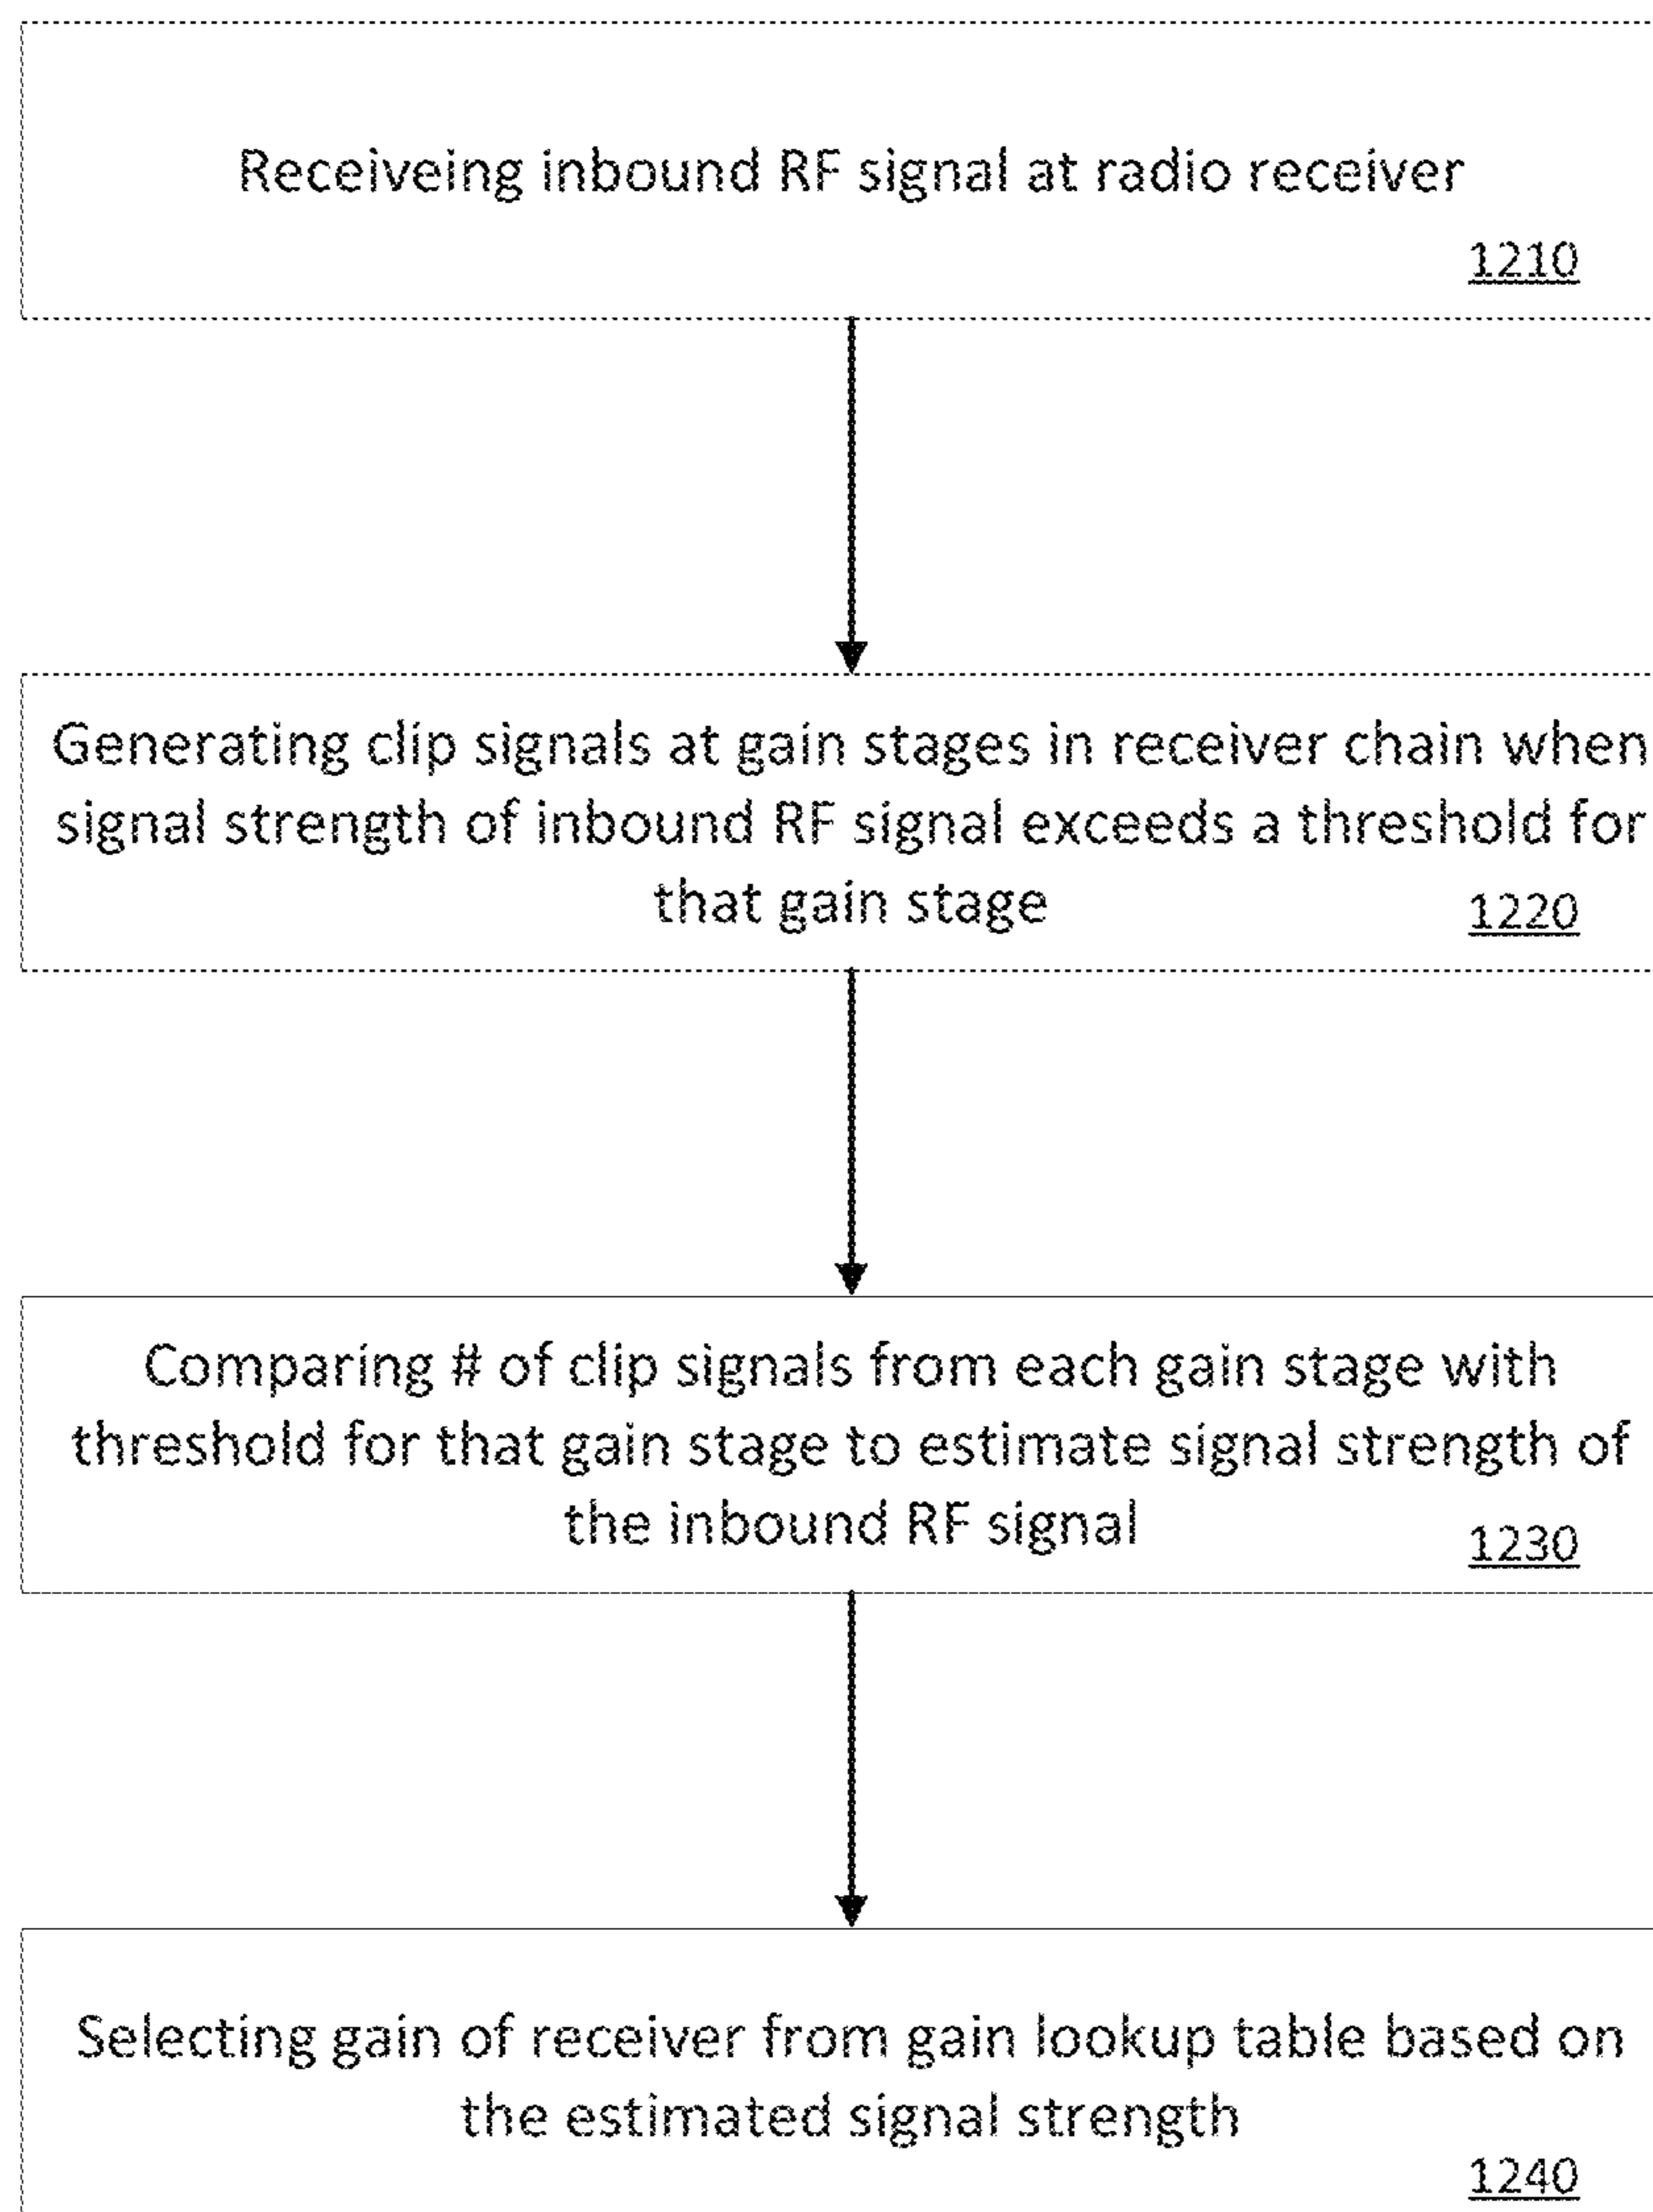 Receiveing inbound RF signal at radio receiver
1210
Generating clip signals at gain stages in receiver chain when
signal strength of inbound RF signal exceeds a threshold for
that gain stage
1220
Comparing # of clip signals from each gain stage with
threshold for that gain stage to estimate signal strength of
the inbound RF signal
1230
Selecting gain of receiver from gain lookup table based on
the estimated signal strength
1240